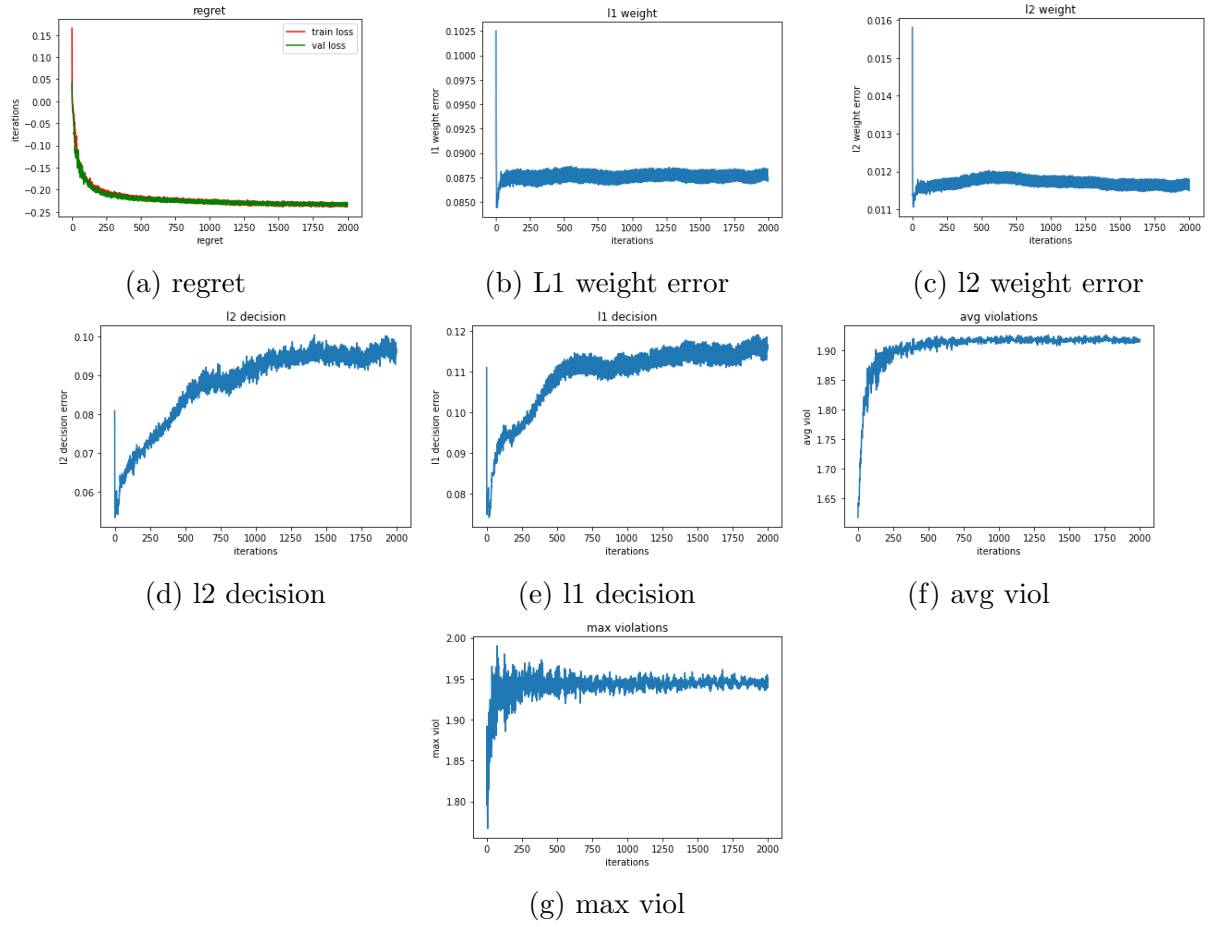 regret
train loss
val loss
0.15
0.10
0.05
0.00
−0.05
−0.10
−0.15
−0.20
−0.25
iterations
0 250 500 750 1000 1250 1500 1750 2000
regret
(a) regret
l1 weight
0.1025
0.1000
0.0975
0.0950
0.0925
0.0900
0.0875
0.0850
l1 weight error
0 250 500 750 1000 1250 1500 1750 2000
iterations
(b) L1 weight error
l2 weight
0.016
0.015
0.014
0.013
0.012
0.011
l2 weight error
0 250 500 750 1000 1250 1500 1750 2000
iterations
(c) l2 weight error
l2 decision
0.10
0.09
0.08
0.07
0.06
l2 decision error
0 250 500 750 1000 1250 1500 1750 2000
iterations
(d) l2 decision
l1 decision
0.12
0.11
0.10
0.09
0.08
l1 decision error
0 250 500 750 1000 1250 1500 1750 2000
iterations
(e) l1 decision
avg violations
1.90
1.85
1.80
1.75
1.70
1.65
avg viol
0 250 500 750 1000 1250 1500 1750 2000
iterations
(f) avg viol
max violations
2.00
1.95
1.90
1.85
1.80
max viol
0 250 500 750 1000 1250 1500 1750 2000
iterations
(g) max viol